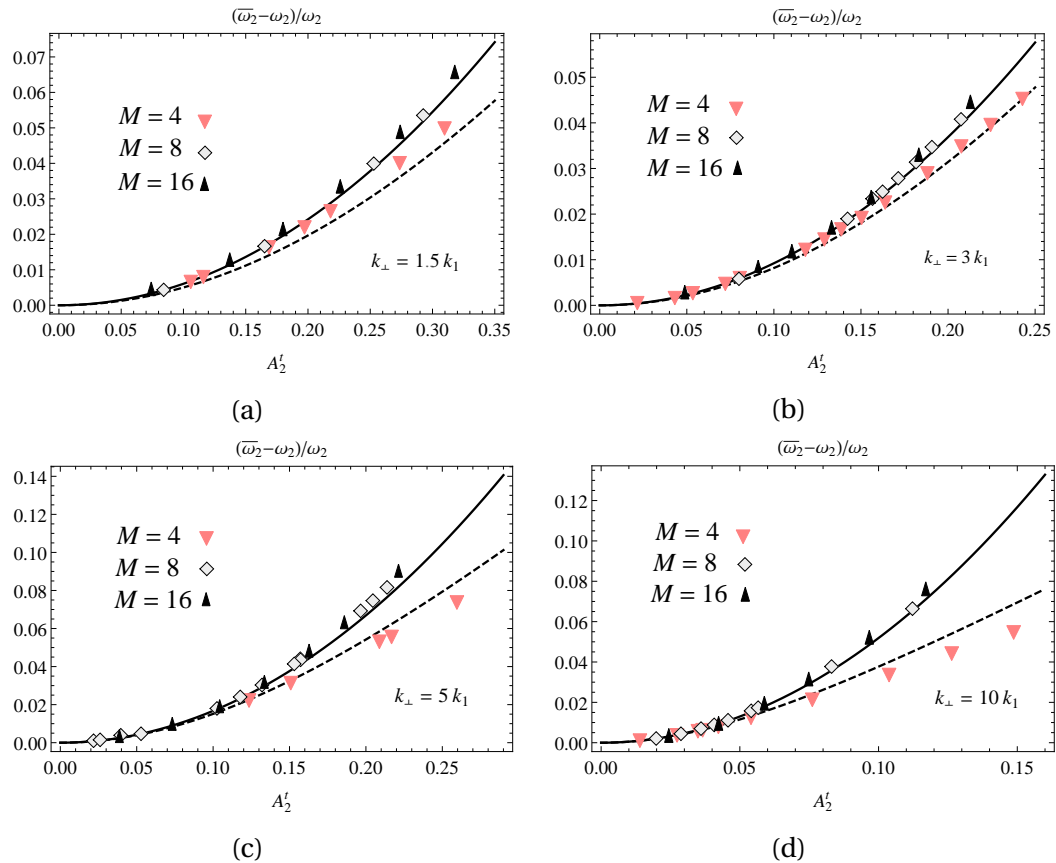 (ω̅₂−ω₂)/ω₂
0.07
0.06
0.05
0.04
0.03
0.02
0.01
0.00
M = 4
M = 8
M = 16
k⊥ = 1.5 k₁
0.00 0.05 0.10 0.15 0.20 0.25 0.30 0.35
A₂ᵗ
(a)
(ω̅₂−ω₂)/ω₂
0.05
0.04
0.03
0.02
0.01
0.00
M = 4
M = 8
M = 16
k⊥ = 3 k₁
0.00 0.05 0.10 0.15 0.20 0.25
A₂ᵗ
(b)
(ω̅₂−ω₂)/ω₂
0.14
0.12
0.10
0.08
0.06
0.04
0.02
0.00
M = 4
M = 8
M = 16
k⊥ = 5 k₁
0.00 0.05 0.10 0.15 0.20 0.25
A₂ᵗ
(c)
(ω̅₂−ω₂)/ω₂
0.12
0.10
0.08
0.06
0.04
0.02
0.00
M = 4
M = 8
M = 16
k⊥ = 10 k₁
0.00 0.05 0.10 0.15
A₂ᵗ
(d)